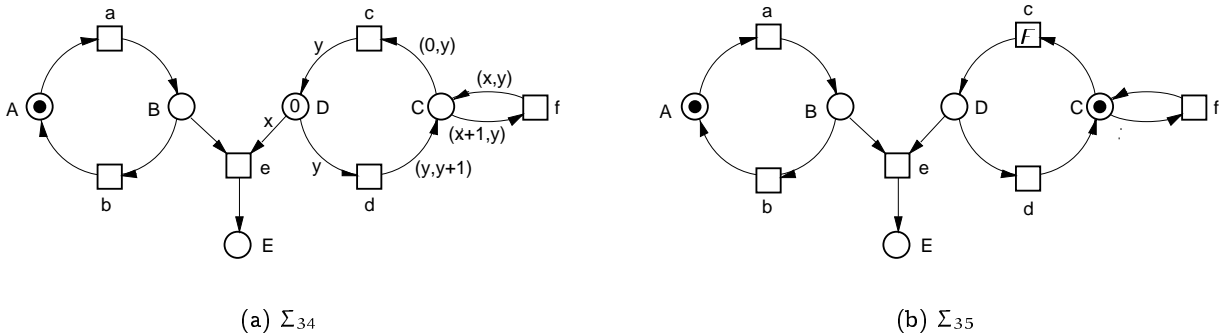 a
c
y
(0,y)
(x,y)
A
B
0
D
C
f
x
(x+1,y)
e
y
(y,y+1)
b
d
E
(a) Σ34
a
c
F
A
B
D
C
f
e
b
d
E
(b) Σ35